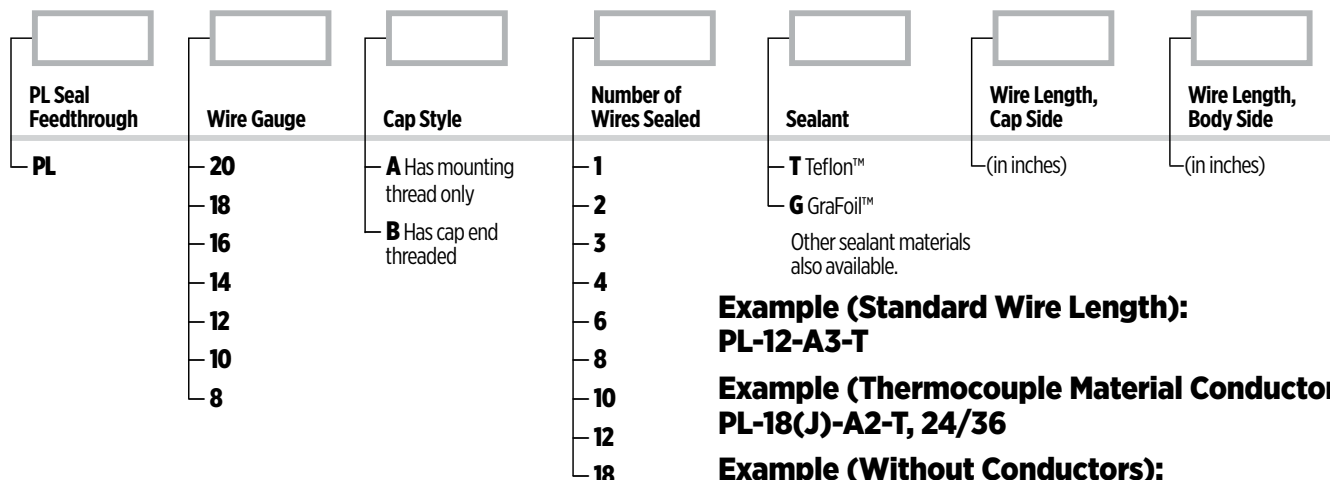 PL Seal
Feedthrough
PL
Wire Gauge
20
18
16
14
12
10
8
Cap Style
A Has mounting
thread only
B Has cap end
threaded
Number of
Wires Sealed
1
2
3
4
6
8
10
12
18
Sealant
T Teflon™
G GraFoil™
Other sealant materials
also available.
Wire Length,
Cap Side
(in inches)
Wire Length,
Body Side
(in inches)
Example (Standard Wire Length):
PL-12-A3-T
Example (Thermocouple Material Conductor
PL-18(J)-A2-T, 24/36
Example (Without Conductors):